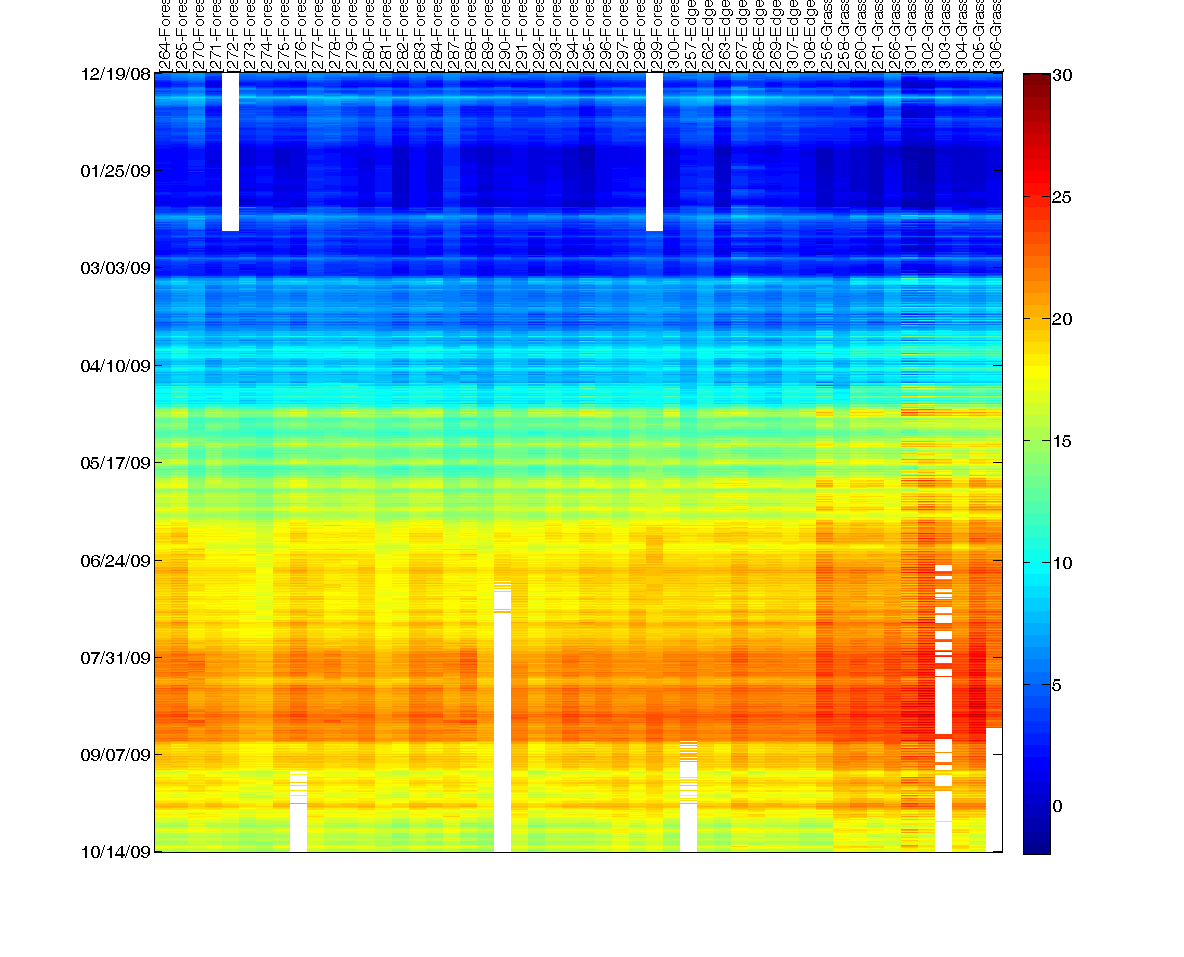 [264-Fores
[265-Fores
[270-Fores
[271-Fores
[272-Fores
[273-Fores
[274-Fores
[275-Fores
[276-Fores
[277-Fores
[278-Fores
[279-Fores
[280-Fores
[281-Fores
[282-Fores
[283-Fores
[284-Fores
[287-Fores
[288-Fores
[289-Fores
[290-Fores
[291-Fores
[292-Fores
[293-Fores
[294-Fores
[295-Fores
[296-Fores
[297-Fores
[298-Fores
[299-Fores
[300-Fores
[257-Edge
[262-Edge
[263-Edge
[267-Edge
[268-Edge
[269-Edge
[307-Edge
[308-Edge
[256-Grass
[258-Grass
[260-Grass
[261-Grass
[266-Grass
[301-Grass
[302-Grass
[303-Grass
[304-Grass
[305-Grass
[306-Grass
12/19/08
01/25/09
03/03/09
04/10/09
05/17/09
06/24/09
07/31/09
09/07/09
10/14/09
30
25
20
15
10
5
0